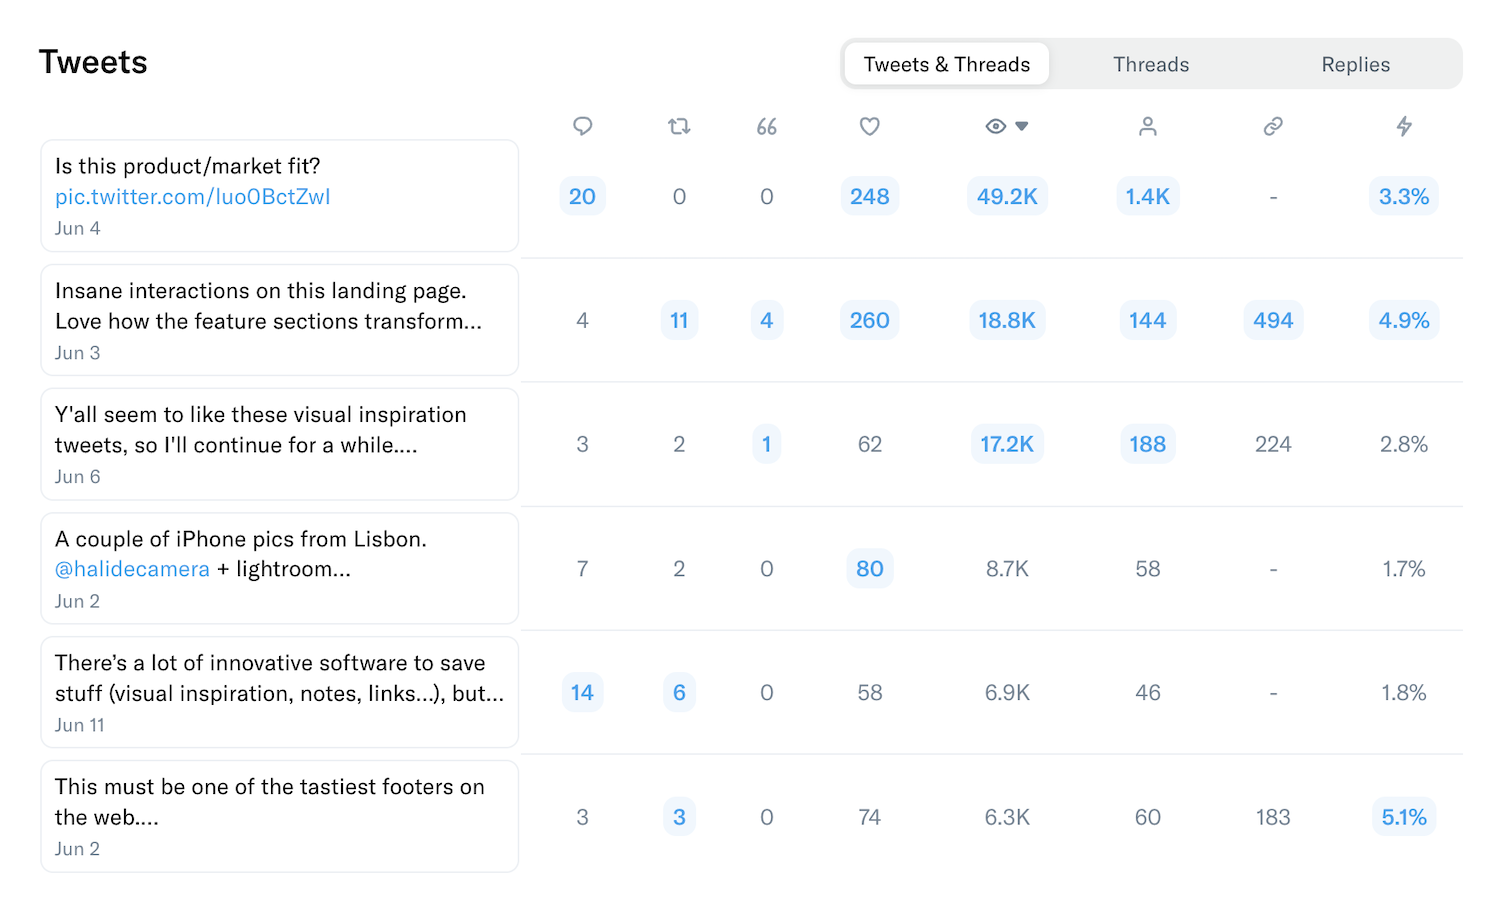 Tweets
Tweets & Threads Threads Replies
Is this product/market fit?
pic.twitter.com/Iuo0BctZwI
Jun 4
20 0 0 248 49.2K 1.4K - 3.3%
Insane interactions on this landing page.
Love how the feature sections transform...
Jun 3
4 11 4 260 18.8K 144 494 4.9%
Y'all seem to like these visual inspiration
tweets, so I'll continue for a while....
Jun 6
3 2 1 62 17.2K 188 224 2.8%
A couple of iPhone pics from Lisbon.
@halidecamera + lightroom...
Jun 2
7 2 0 80 8.7K 58 - 1.7%
There’s a lot of innovative software to save
stuff (visual inspiration, notes, links...), but...
Jun 11
14 6 0 58 6.9K 46 - 1.8%
This must be one of the tastiest footers on
the web....
Jun 2
3 3 0 74 6.3K 60 183 5.1%